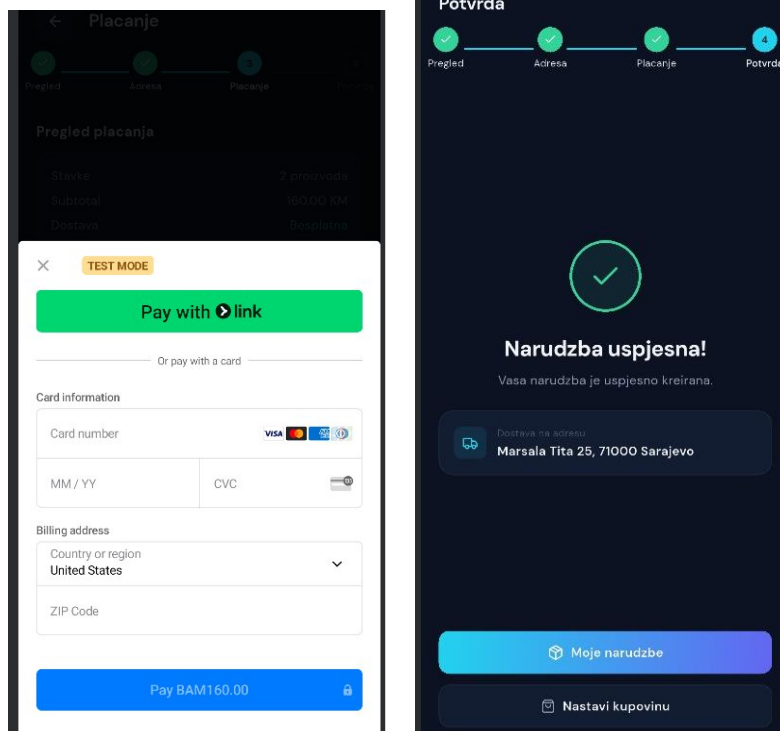 Placanje
3
Pregled
Adresa
Placanje
Pregled placanja
Stavke
2 proizvoda
Subtotal
160.00 KM
Dostava
Besplatna
TEST MODE
Pay with link
Or pay with a card
Card information
Card number
VISA
MM / YY
CVC
Billing address
Country or region
United States
ZIP Code
Pay BAM160.00
Potvrda
4
Pregled
Adresa
Placanje
Potvrda
Narudzba uspjesna!
Vasa narudzba je uspjesno kreirana.
Dostava na adresu
Marsala Tita 25, 71000 Sarajevo
Moje narudzbe
Nastavi kupovinu